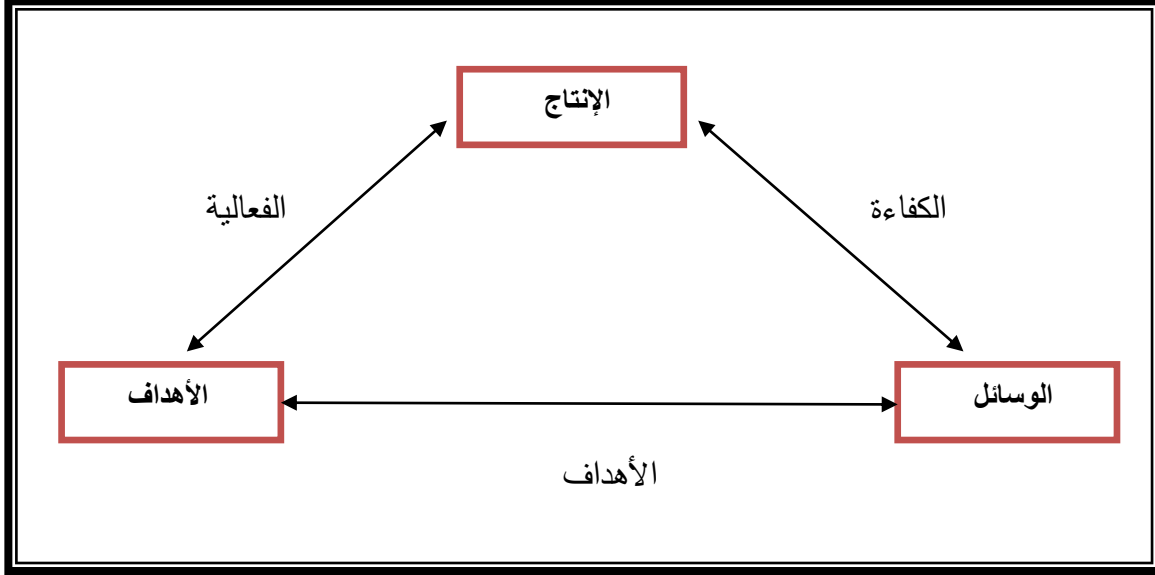 الإنتاج
الكفاءة
الفعالية
الوسائل
الأهداف
الأهداف